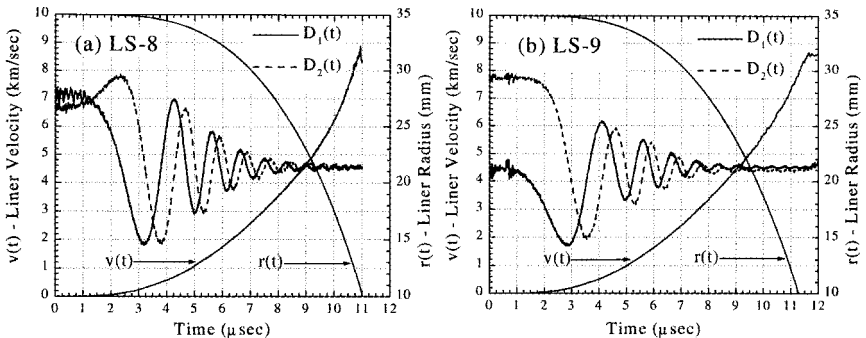 (a) LS-8
D₁(t)
D₂(t)
v(t)
r(t)
v(t) - Liner Velocity (km/sec)
10
9
8
7
6
5
4
3
2
1
0
r(t) - Liner Radius (mm)
35
30
25
20
15
10
0 1 2 3 4 5 6 7 8 9 10 11 12
Time (μsec)
(b) LS-9
D₁(t)
D₂(t)
v(t)
r(t)
v(t) - Liner Velocity (km/sec)
10
9
8
7
6
5
4
3
2
1
0
r(t) - Liner Radius (mm)
35
30
25
20
15
10
0 1 2 3 4 5 6 7 8 9 10 11 12
Time (μsec)